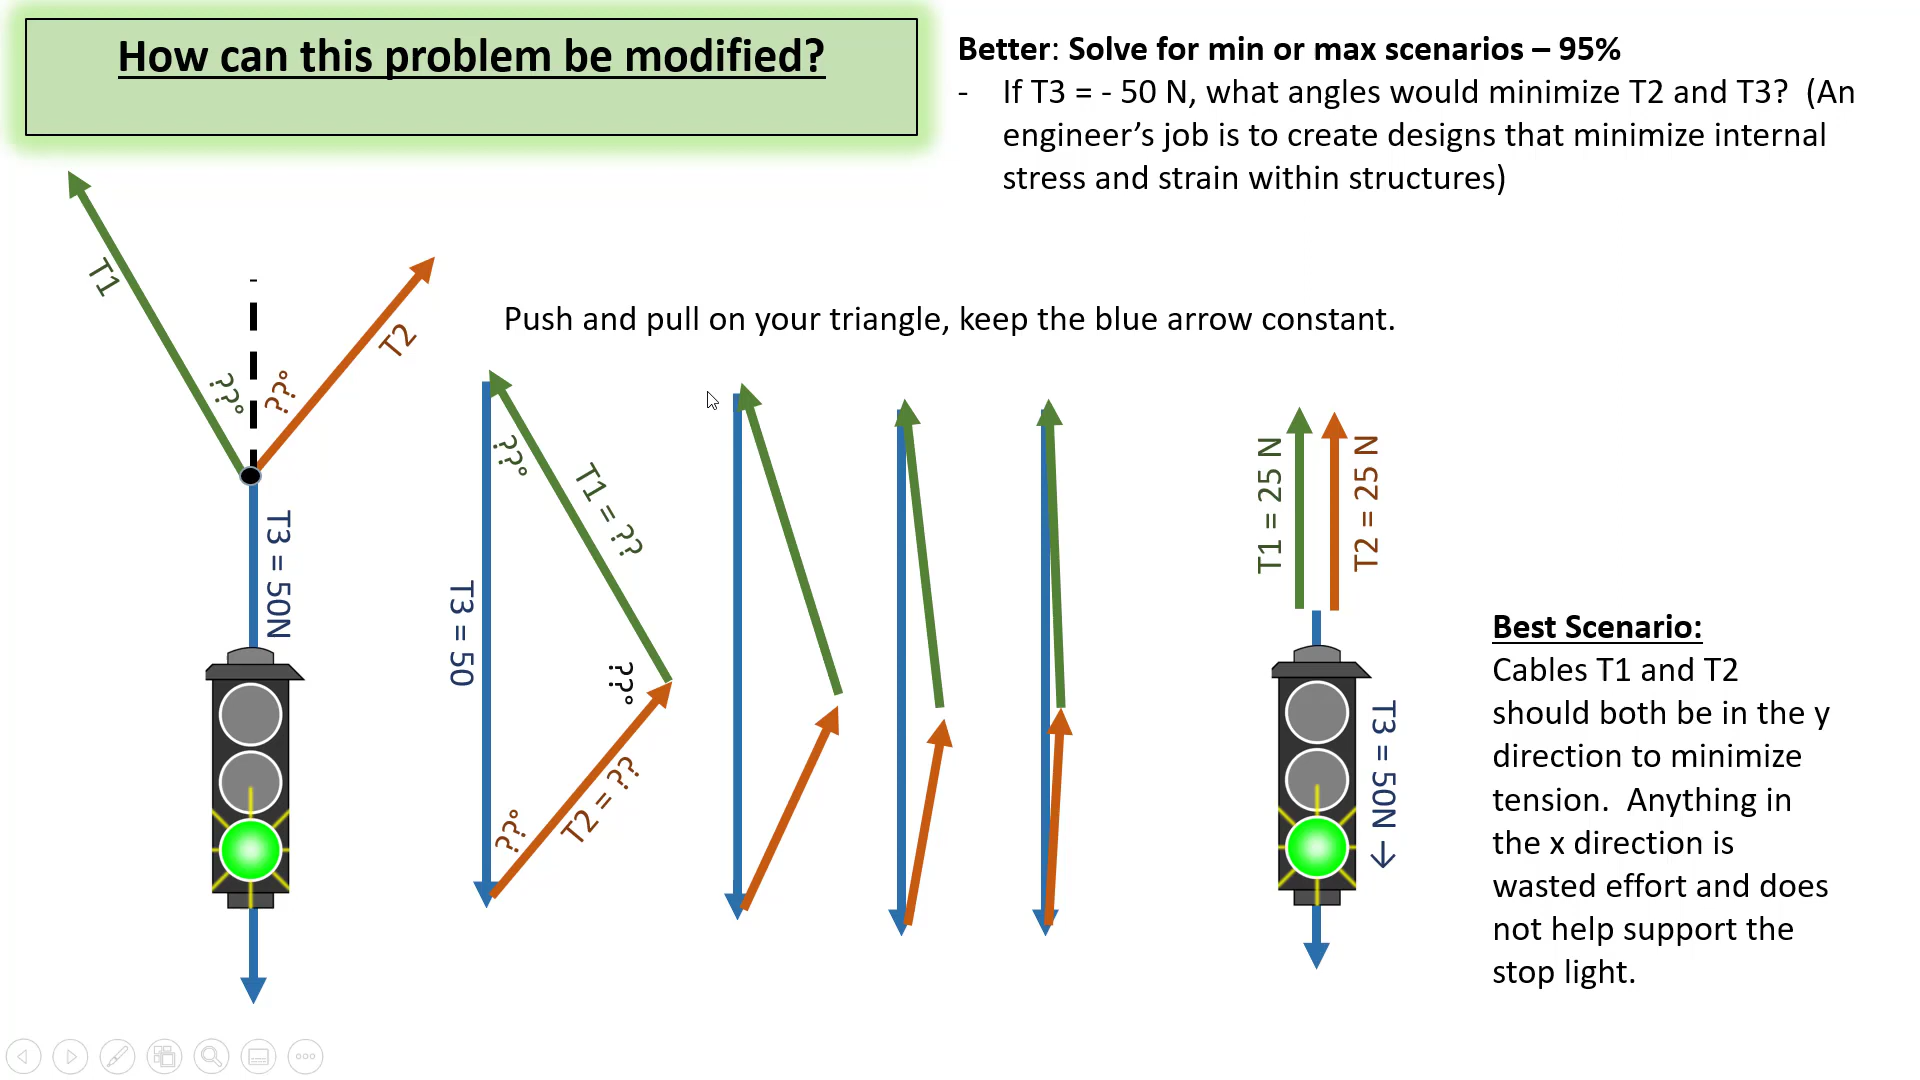 How can this problem be modified?
Better: Solve for min or max scenarios – 95%
- If T3 = - 50 N, what angles would minimize T2 and T3? (An
engineer’s job is to create designs that minimize internal
stress and strain within structures)
Push and pull on your triangle, keep the blue arrow constant.
T1
T2
??°
??°
T3 = 50N
T3 = 50
??°
T1 = ??
??°
T2 = ??
??°
T1 = 25 N
T2 = 25 N
T3 = 50N →
Best Scenario:
Cables T1 and T2
should both be in the y
direction to minimize
tension. Anything in
the x direction is
wasted effort and does
not help support the
stop light.